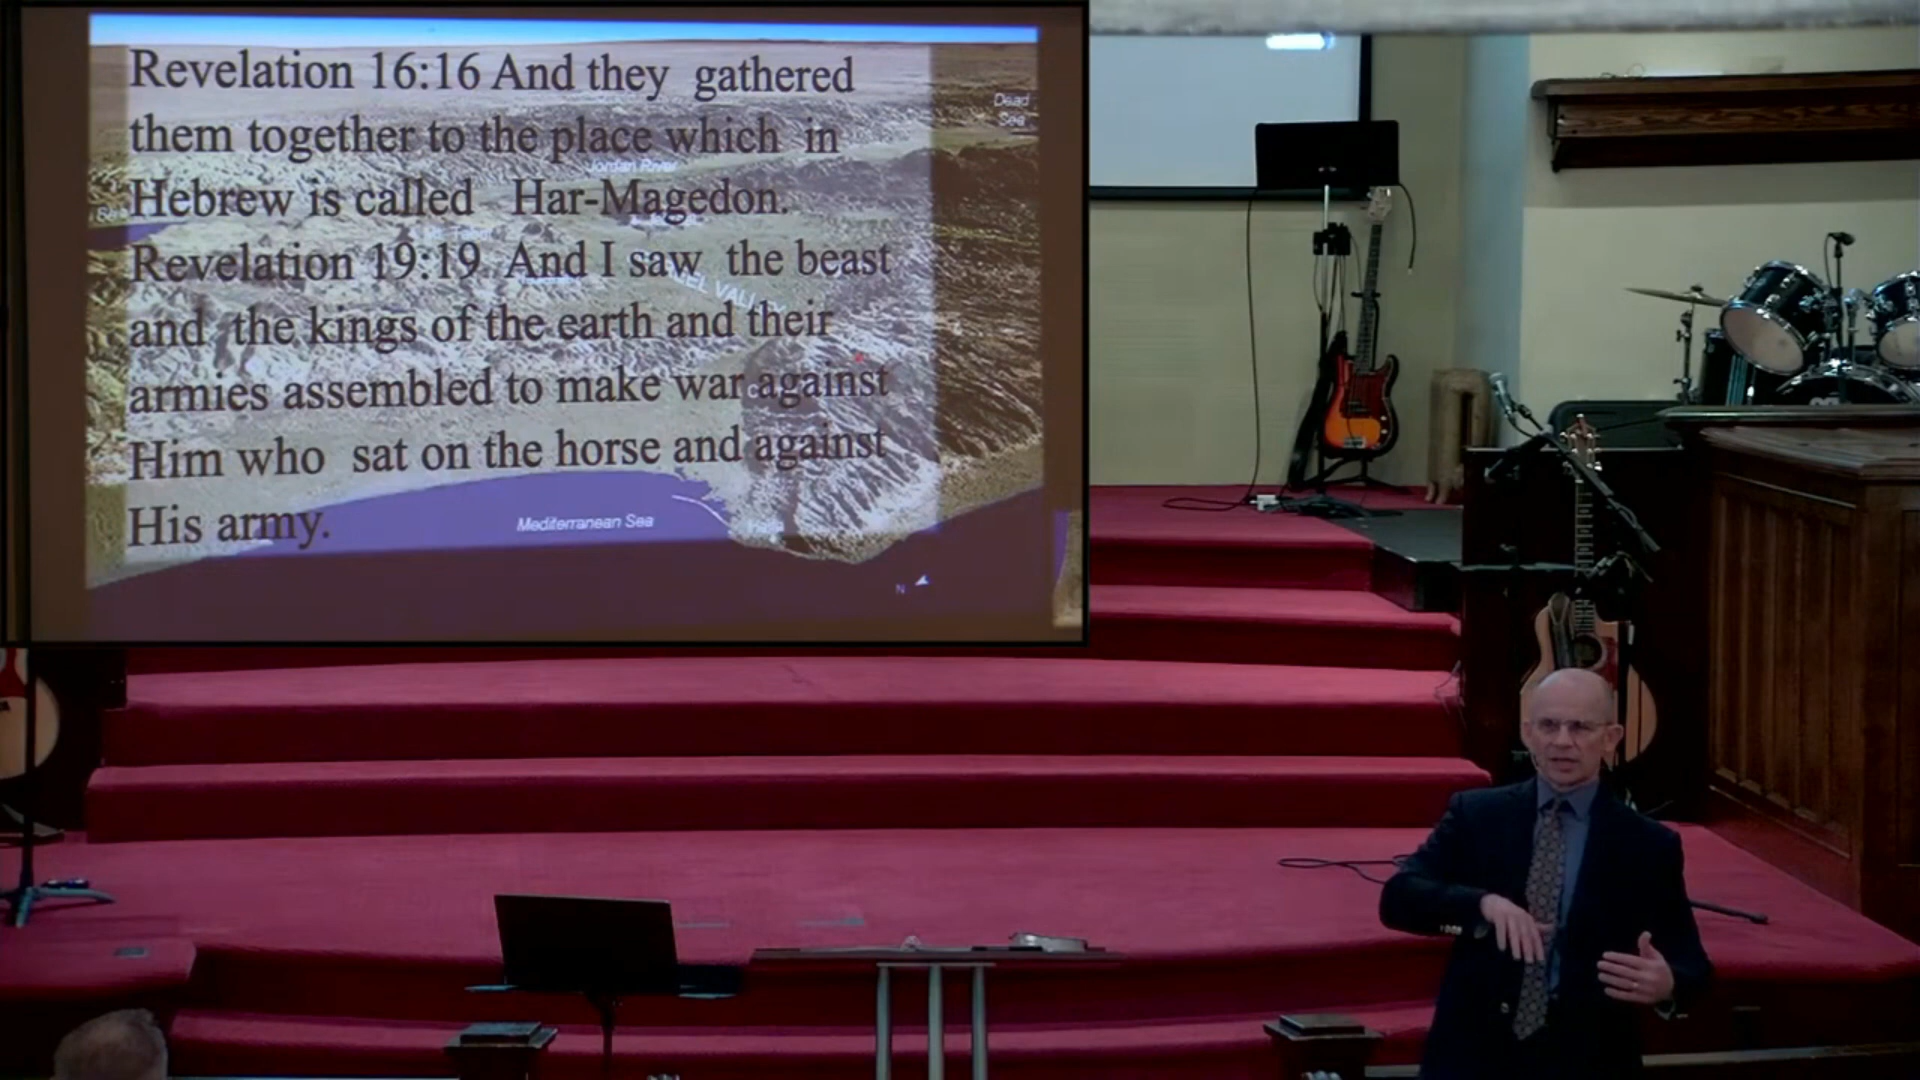 Revelation 16:16 And they gathered
them together to the place which in
Hebrew is called Har-Magedon.
Revelation 19:19 And I saw the beast
and the kings of the earth and their
armies assembled to make war against
Him who sat on the horse and against
His army.
Dead
Sea
Jordan River
VALLEY
Mediterranean Sea
Haifa
N